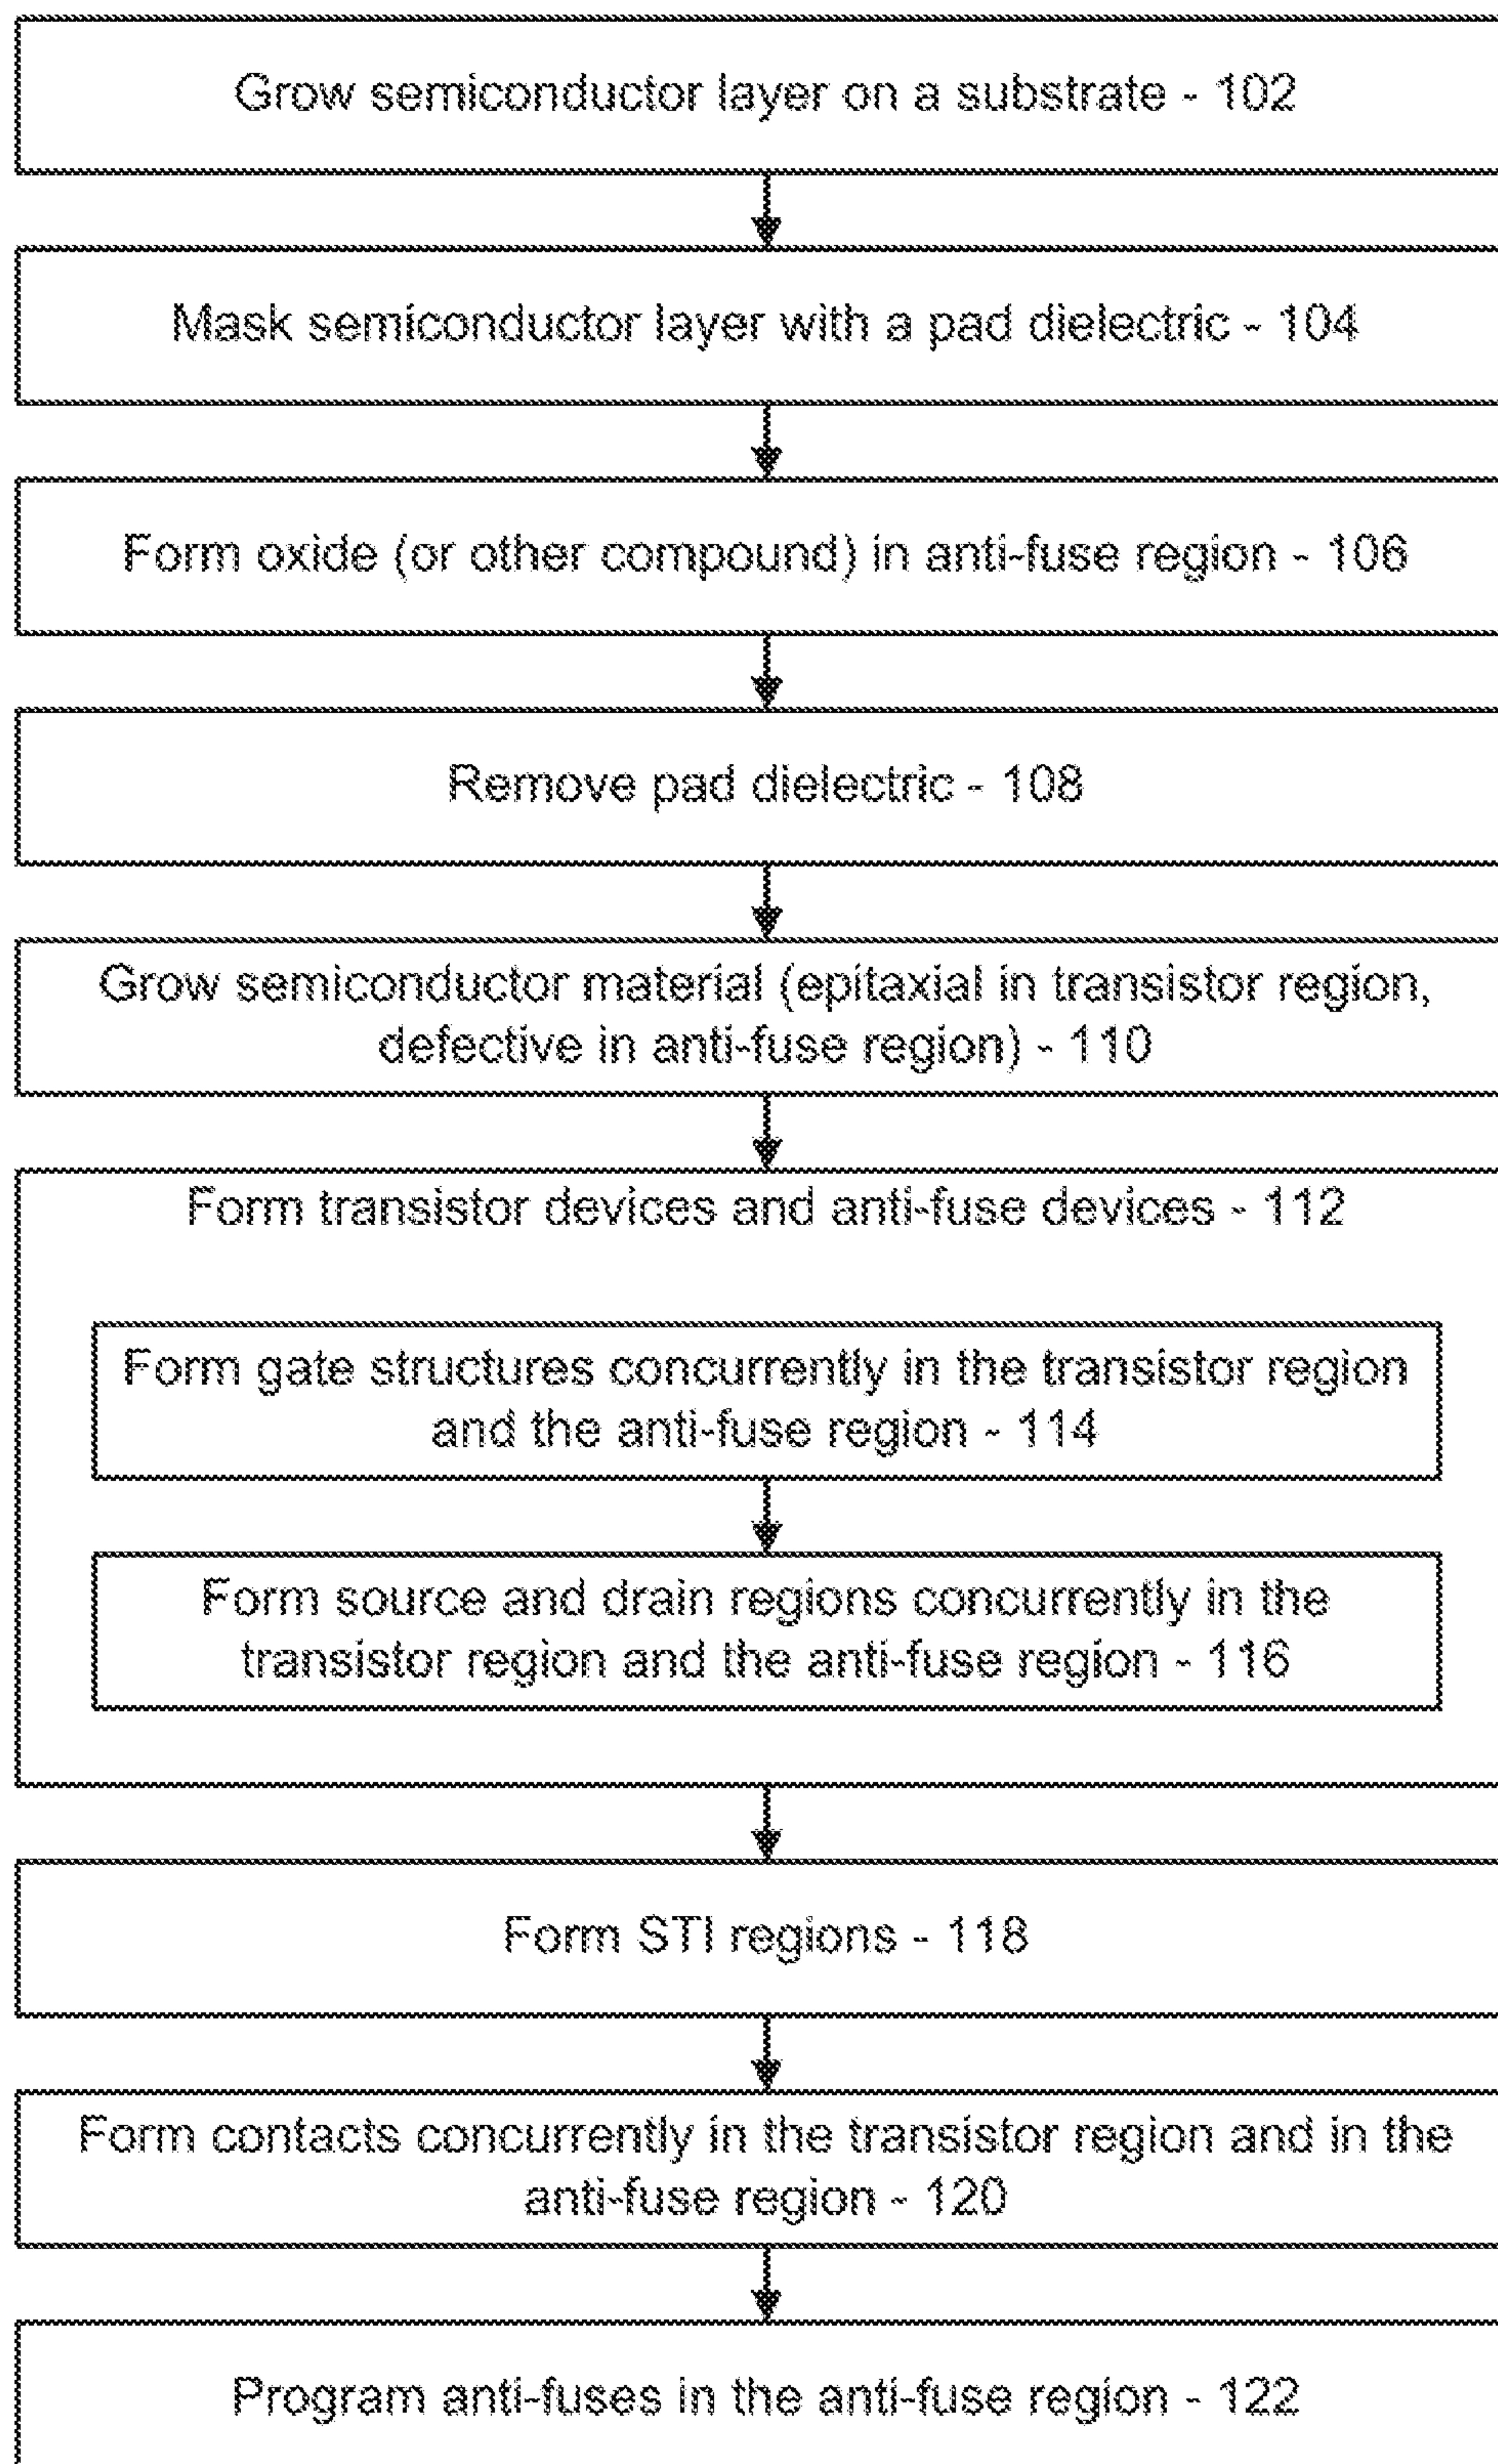 Grow semiconductor layer on a substrate - 102
Mask semiconductor layer with a pad dielectric - 104
Form oxide (or other compound) in anti-fuse region - 106
Remove pad dielectric - 108
Grow semiconductor material (epitaxial in transistor region,
defective in anti-fuse region) - 110
Form transistor devices and anti-fuse devices - 112
Form gate structures concurrently in the transistor region
and the anti-fuse region - 114
Form source and drain regions concurrently in the
transistor region and the anti-fuse region - 116
Form STI regions - 118
Form contacts concurrently in the transistor region and in the
anti-fuse region - 120
Program anti-fuses in the anti-fuse region - 122